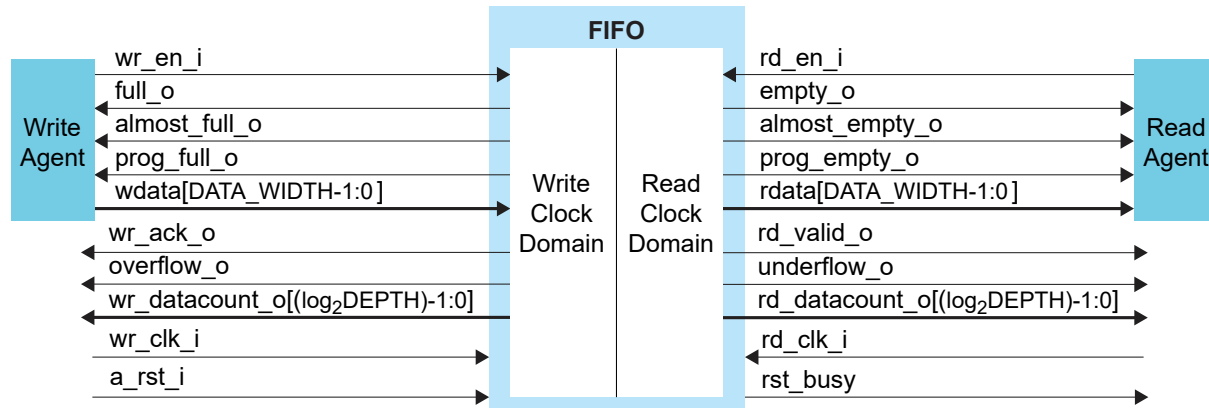 FIFO
wr_en_i
full_o
almost_full_o
prog_full_o
wdata[DATA_WIDTH-1:0]
wr_ack_o
overflow_o
wr_datacount_o[(log₂DEPTH)-1:0]
wr_clk_i
a_rst_i
Write
Agent
Write
Clock
Domain
Read
Clock
Domain
rd_en_i
empty_o
almost_empty_o
prog_empty_o
rdata[DATA_WIDTH-1:0]
rd_valid_o
underflow_o
rd_datacount_o[(log₂DEPTH)-1:0]
rd_clk_i
rst_busy
Read
Agent